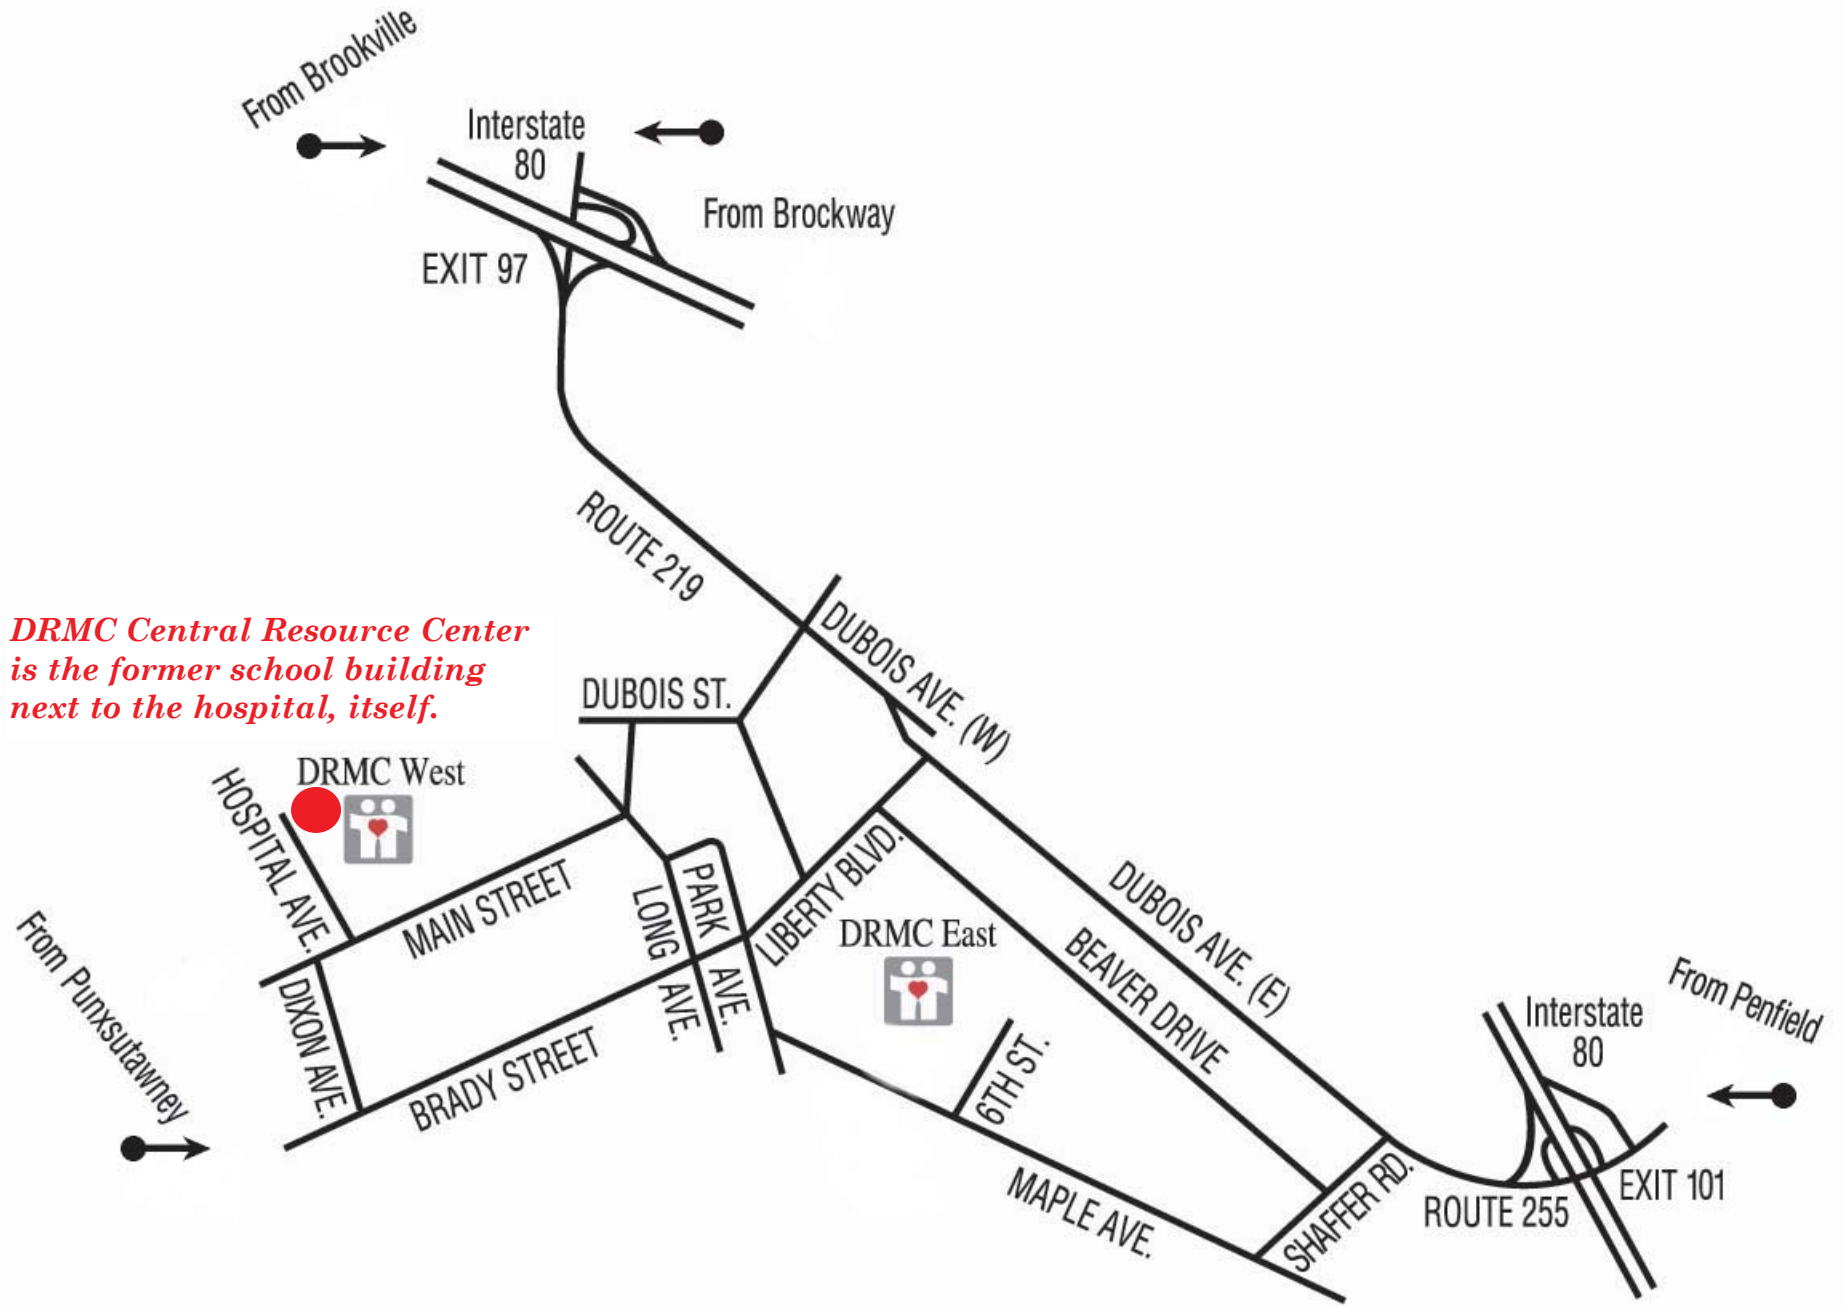 From Brookville
Interstate
80
From Brockway
EXIT 97
ROUTE 219
DRMC Central Resource Center
is the former school building
next to the hospital, itself.
DUBOIS ST.
DUBOIS AVE. (W)
DRMC West
HOSPITAL AVE.
MAIN STREET
LONG AVE.
PARK AVE.
LIBERTY BLVD.
DRMC East
DUBOIS AVE. (E)
BEAVER DRIVE
From Punxsutawney
DIXON AVE.
BRADY STREET
6TH ST.
MAPLE AVE.
SHAFFER RD.
From Penfield
Interstate
80
EXIT 101
ROUTE 255